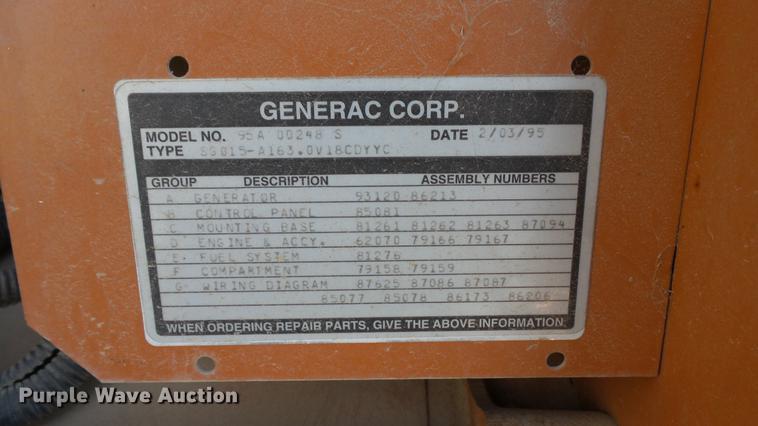 GENERAC CORP.
MODEL NO. 95A 00248 S DATE 2/03/95
TYPE SG015-A163.0V18CDYYC
GROUP DESCRIPTION ASSEMBLY NUMBERS
A GENERATOR 93120 86213
B CONTROL PANEL 85081
C MOUNTING BASE 81261 81262 81263 87094
D ENGINE & ACCY. 62070 79166 79167
E FUEL SYSTEM 81276
F COMPARTMENT 79158 79159
G WIRING DIAGRAM 87625 87086 87087
85077 85078 86173 86206
WHEN ORDERING REPAIR PARTS, GIVE THE ABOVE INFORMATION
Purple Wave Auction